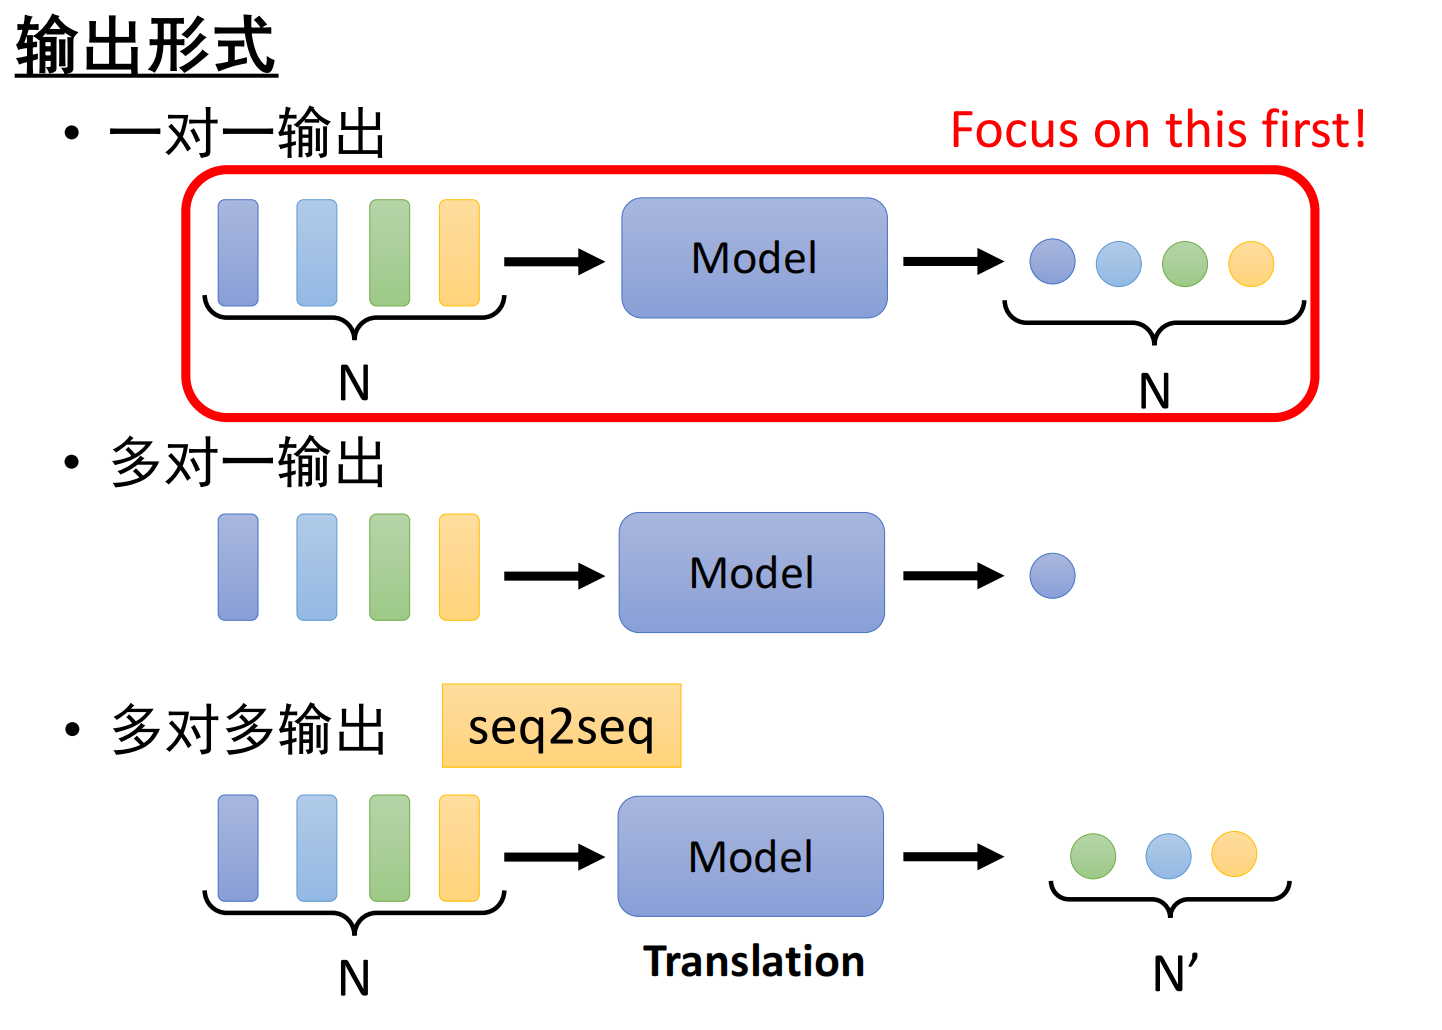 输出形式
• 一对一输出
Focus on this first!
Model
N
N
• 多对一输出
Model
• 多对多输出
seq2seq
Model
Translation
N
N’